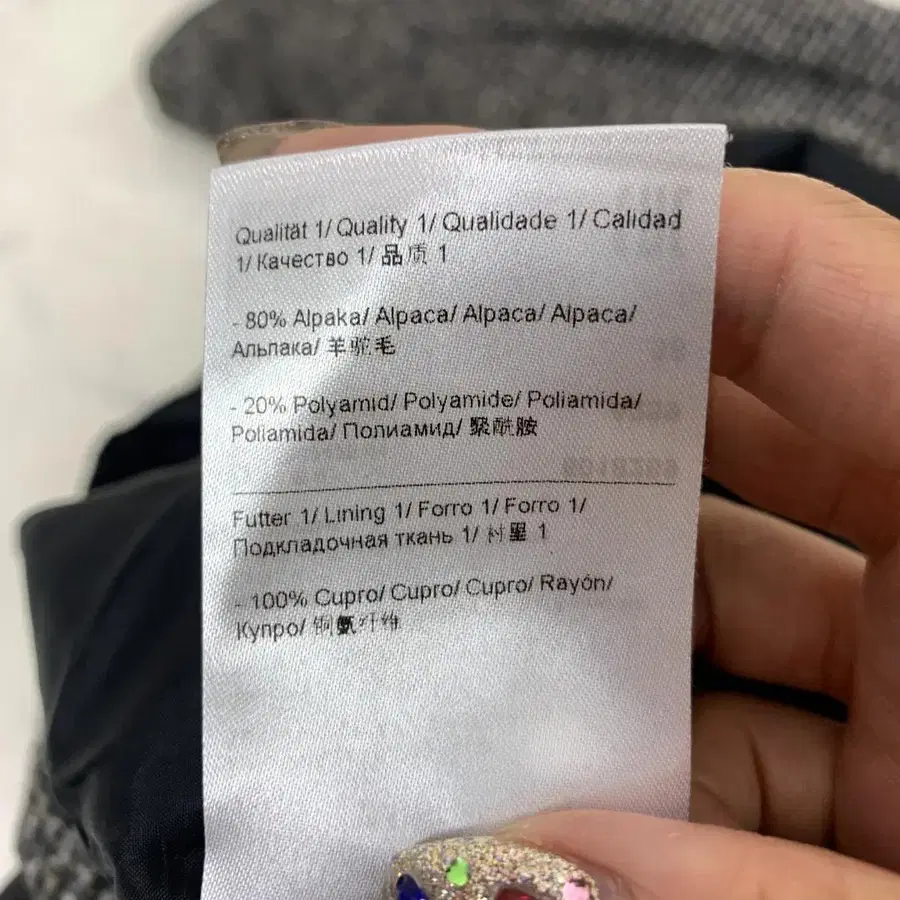 Qualität 1/ Quality 1/ Qualidade 1/ Calidad
1/ Качество 1/ 品质 1
- 80% Alpaka/ Alpaca/ Alpaca/ Alpaca/
Альпака/ 羊驼毛
- 20% Polyamid/ Polyamide/ Poliamida/
Poliamida/ Полиамид/ 聚酰胺
Futter 1/ Lining 1/ Forro 1/ Forro 1/
Подкладочная ткань 1/ 衬里 1
- 100% Cupro/ Cupro/ Cupro/ Rayón/
Купро/ 铜氨纤维